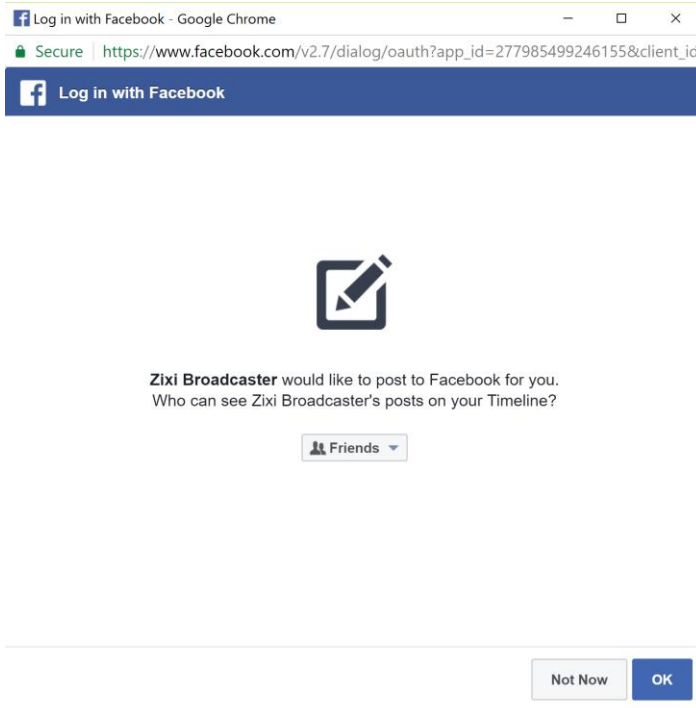 Log in with Facebook - Google Chrome
Secure | https://www.facebook.com/v2.7/dialog/oauth?app_id=277985499246155&client_id
Log in with Facebook
Zixi Broadcaster would like to post to Facebook for you.
Who can see Zixi Broadcaster's posts on your Timeline?
Friends
Not Now OK